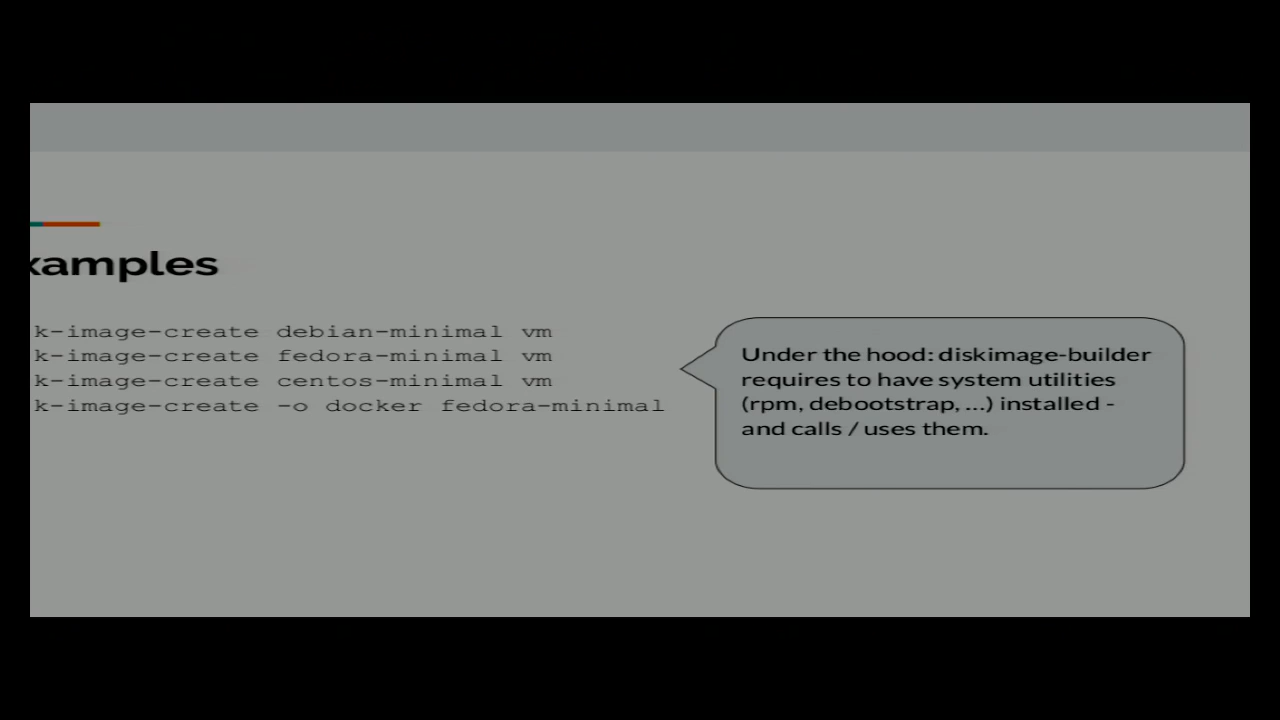 xamples
k-image-create debian-minimal vm
k-image-create fedora-minimal vm
k-image-create centos-minimal vm
k-image-create -o docker fedora-minimal
Under the hood: diskimage-builder
requires to have system utilities
(rpm, debootstrap, ...) installed -
and calls / uses them.